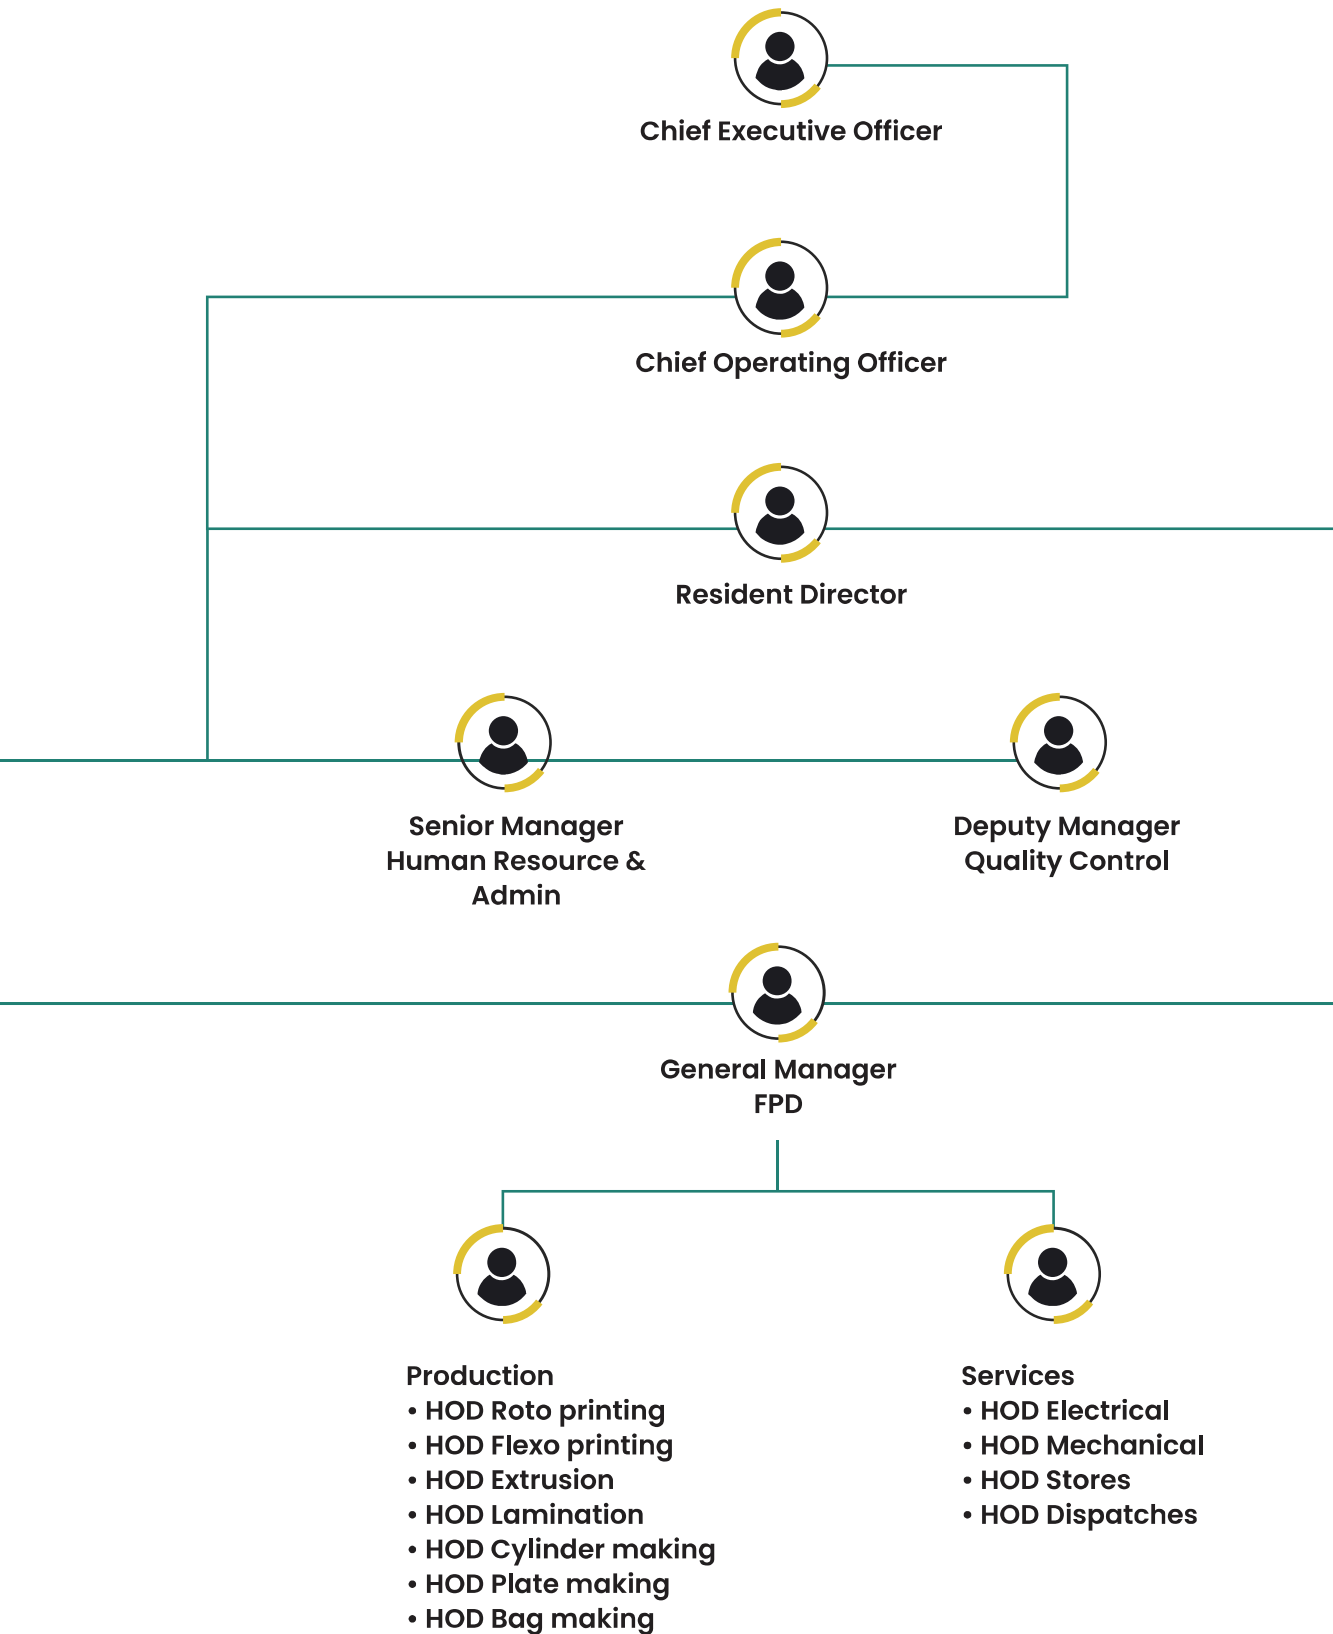 Chief Executive Officer
Chief Operating Officer
Resident Director
Senior Manager
Human Resource &
Admin
Deputy Manager
Quality Control
General Manager
FPD
Production
• HOD Roto printing
• HOD Flexo printing
• HOD Extrusion
• HOD Lamination
• HOD Cylinder making
• HOD Plate making
• HOD Bag making
Services
• HOD Electrical
• HOD Mechanical
• HOD Stores
• HOD Dispatches